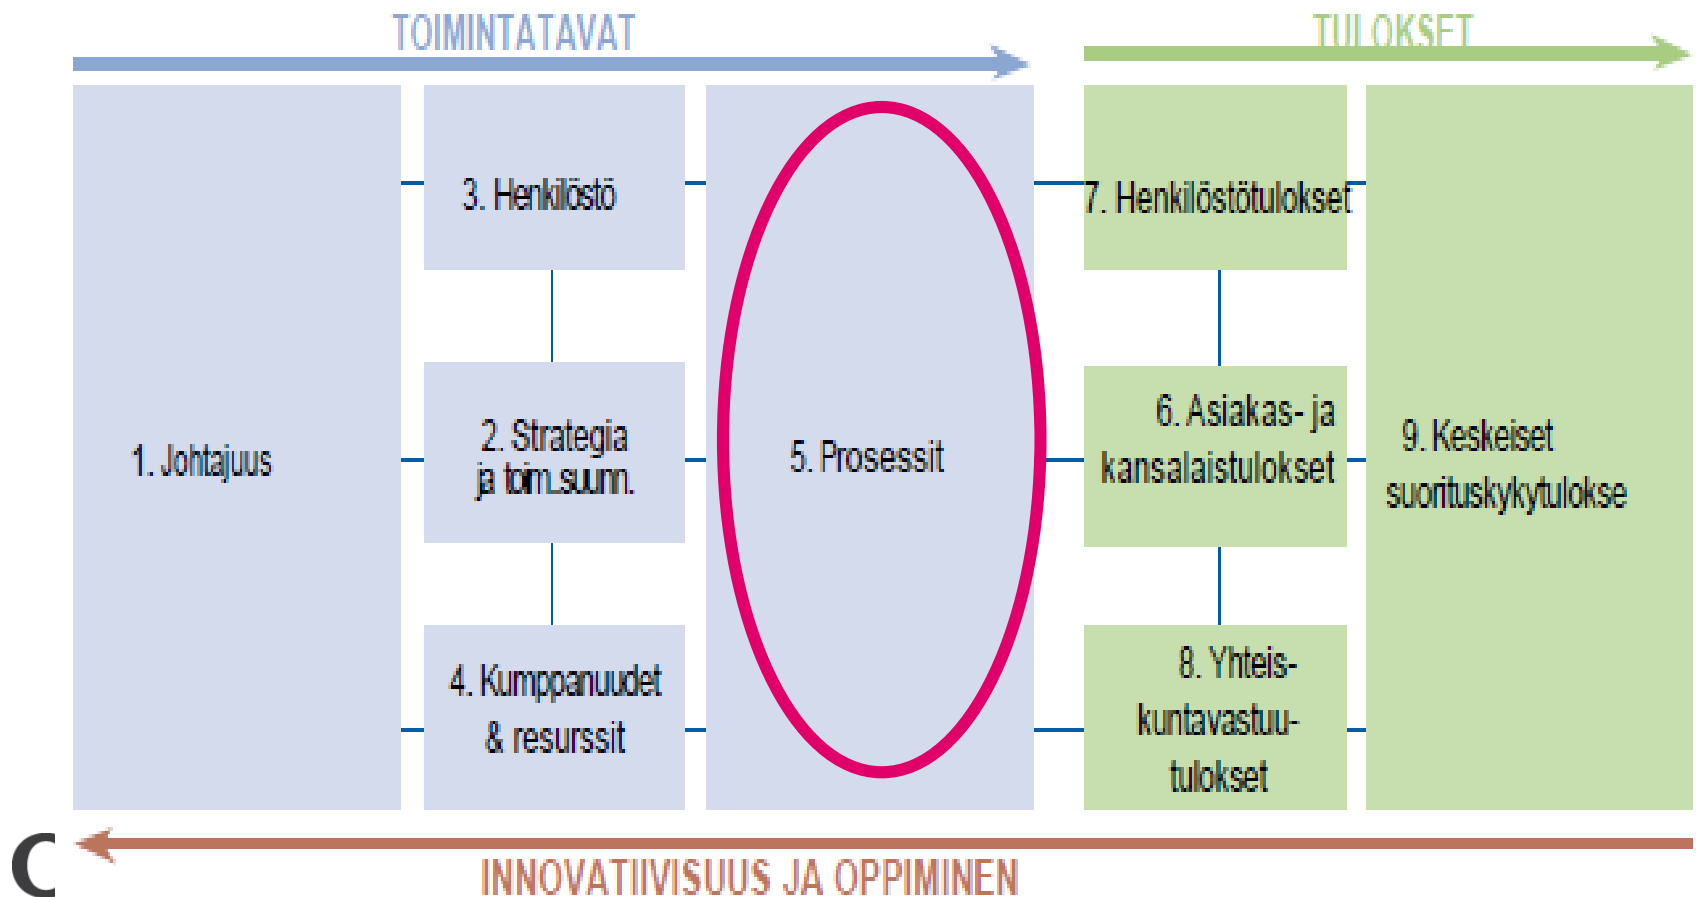 TOIMINTATAVAT
TULOKSET
1. Johtajuus
3. Henkilöstö
2. Strategia
ja toim.suunn.
4. Kumppanuudet
& resurssit
5. Prosessit
7. Henkilöstötulokset
6. Asiakas- ja
kansalaistulokset
8. Yhteis-
kuntavastuu-
tulokset
9. Keskeiset
suorituskykytulokse
C
INNOVATIIVISUUS JA OPPIMINEN